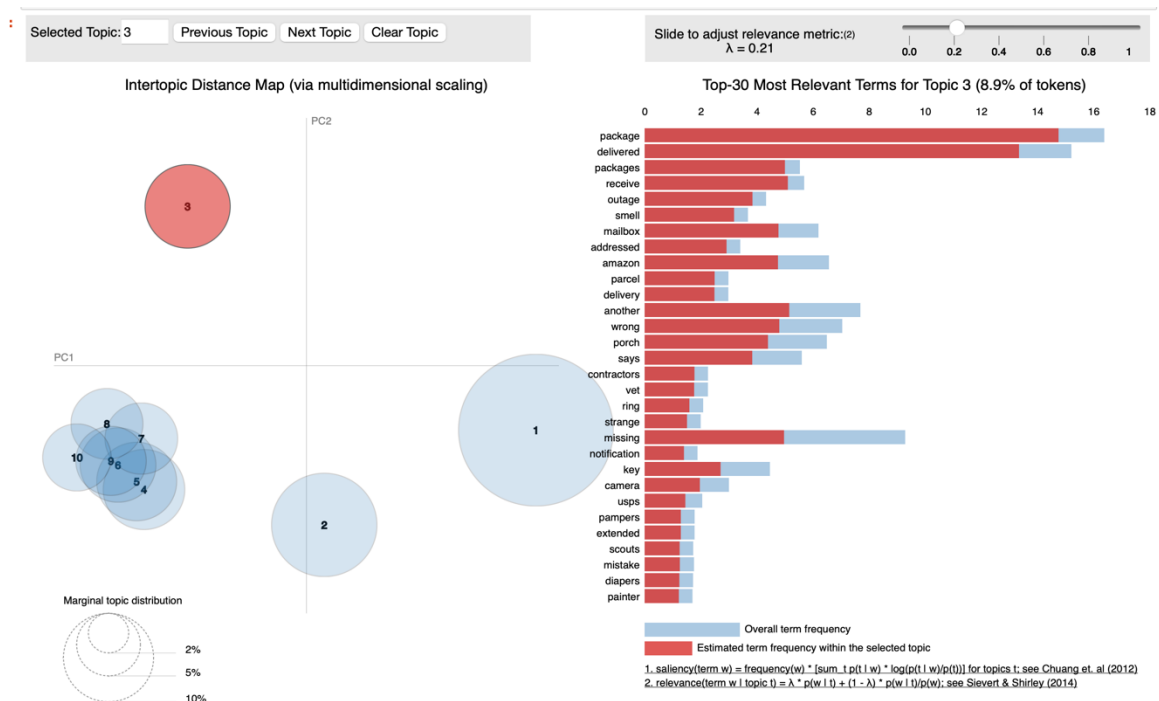 :
Selected Topic: 3 Previous Topic Next Topic Clear Topic
Slide to adjust relevance metric:(2)
λ = 0.21
0.0 0.2 0.4 0.6 0.8 1
Intertopic Distance Map (via multidimensional scaling)
PC2
PC1
3
1
2
8
7
10
9
6
5
4
Marginal topic distribution
2%
5%
10%
Top-30 Most Relevant Terms for Topic 3 (8.9% of tokens)
0 2 4 6 8 10 12 14 16 18
package
delivered
packages
receive
outage
smell
mailbox
addressed
amazon
parcel
delivery
another
wrong
porch
says
contractors
vet
ring
strange
missing
notification
key
camera
usps
pampers
extended
scouts
mistake
diapers
painter
Overall term frequency
Estimated term frequency within the selected topic
1. saliency(term w) = frequency(w) * [sum_t p(t | w) * log(p(t | w)/p(t))] for topics t; see Chuang et. al (2012)
2. relevance(term w | topic t) = λ * p(w | t) + (1 - λ) * p(w | t)/p(w); see Sievert & Shirley (2014)